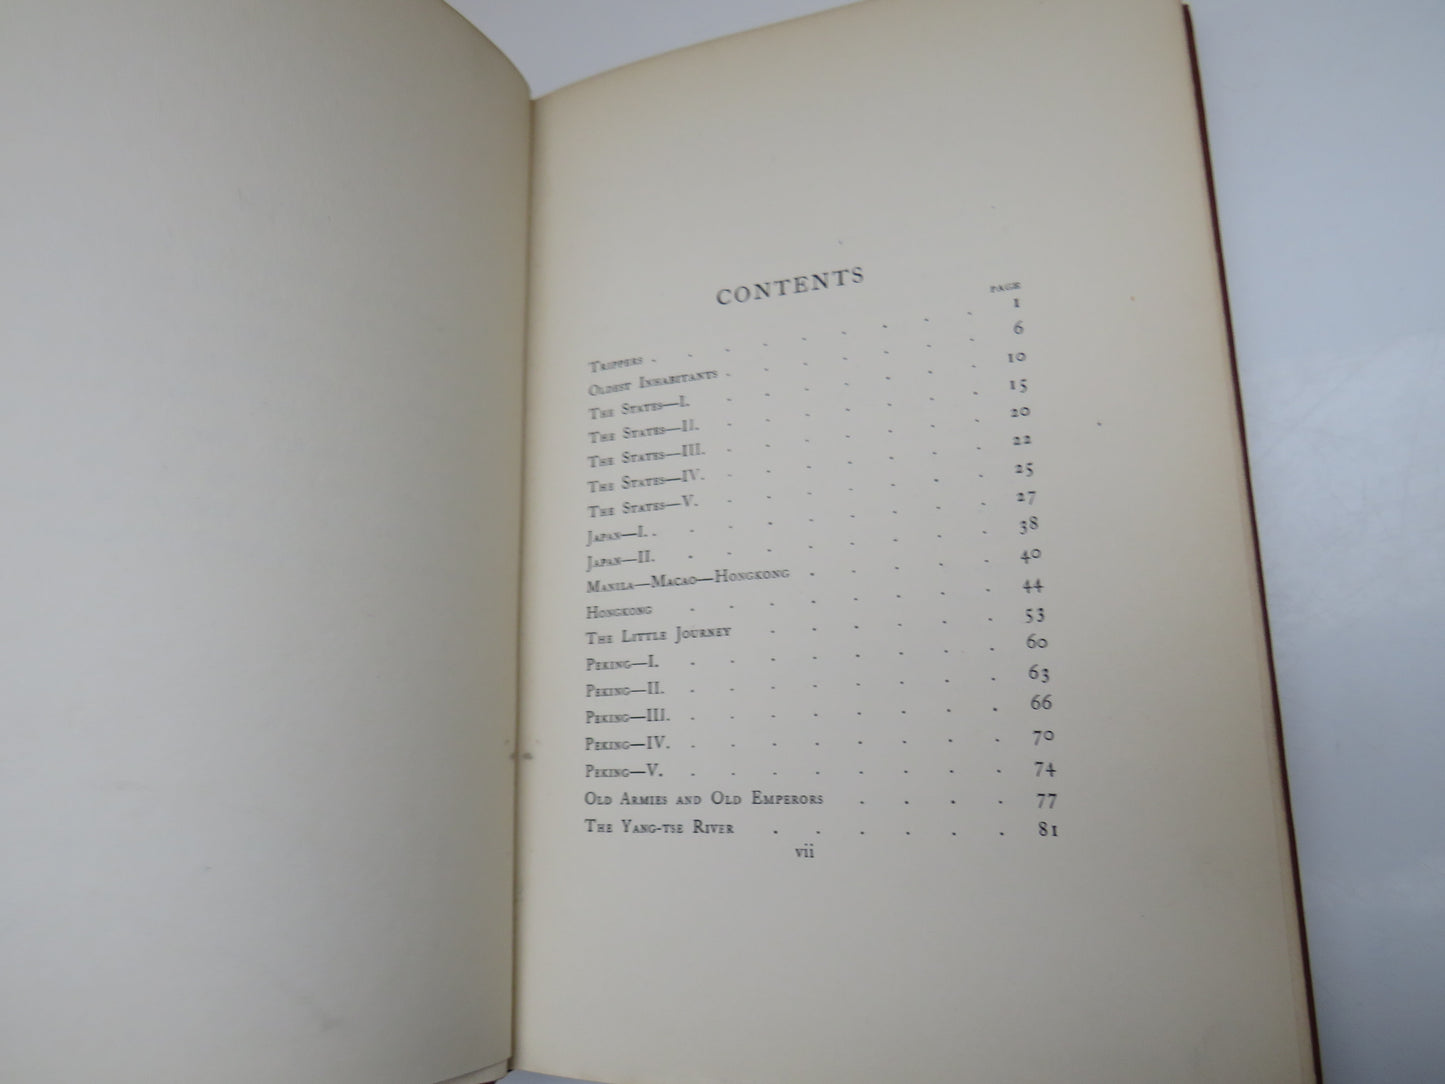 CONTENTS
PAGE
Trippers . . . . . . . . . 1
Oldest Inhabitants . . . . . . . 6
The States—I. . . . . . . . 10
The States—II. . . . . . . . 15
The States—III. . . . . . . . 20
The States—IV. . . . . . . . 22
The States—V. . . . . . . . 25
Japan—I. . . . . . . . . . 27
Japan—II. . . . . . . . . 38
Manila—Macao—Hongkong . . . . . 40
Hongkong . . . . . . . . 44
The Little Journey . . . . . . 53
Peking—I. . . . . . . . . 60
Peking—II. . . . . . . . . 63
Peking—III. . . . . . . . . 66
Peking—IV. . . . . . . . . 70
Peking—V. . . . . . . . . 74
Old Armies and Old Emperors . . . . 77
The Yang-tse River . . . . . . 81
vii